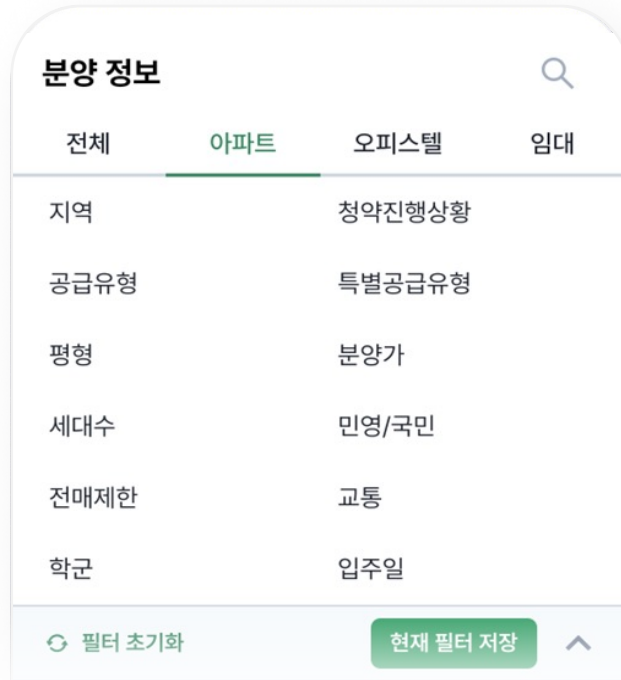 분양 정보
전체 아파트 오피스텔 임대
지역 청약진행상황
공급유형 특별공급유형
평형 분양가
세대수 민영/국민
전매제한 교통
학군 입주일
필터 초기화 현재 필터 저장